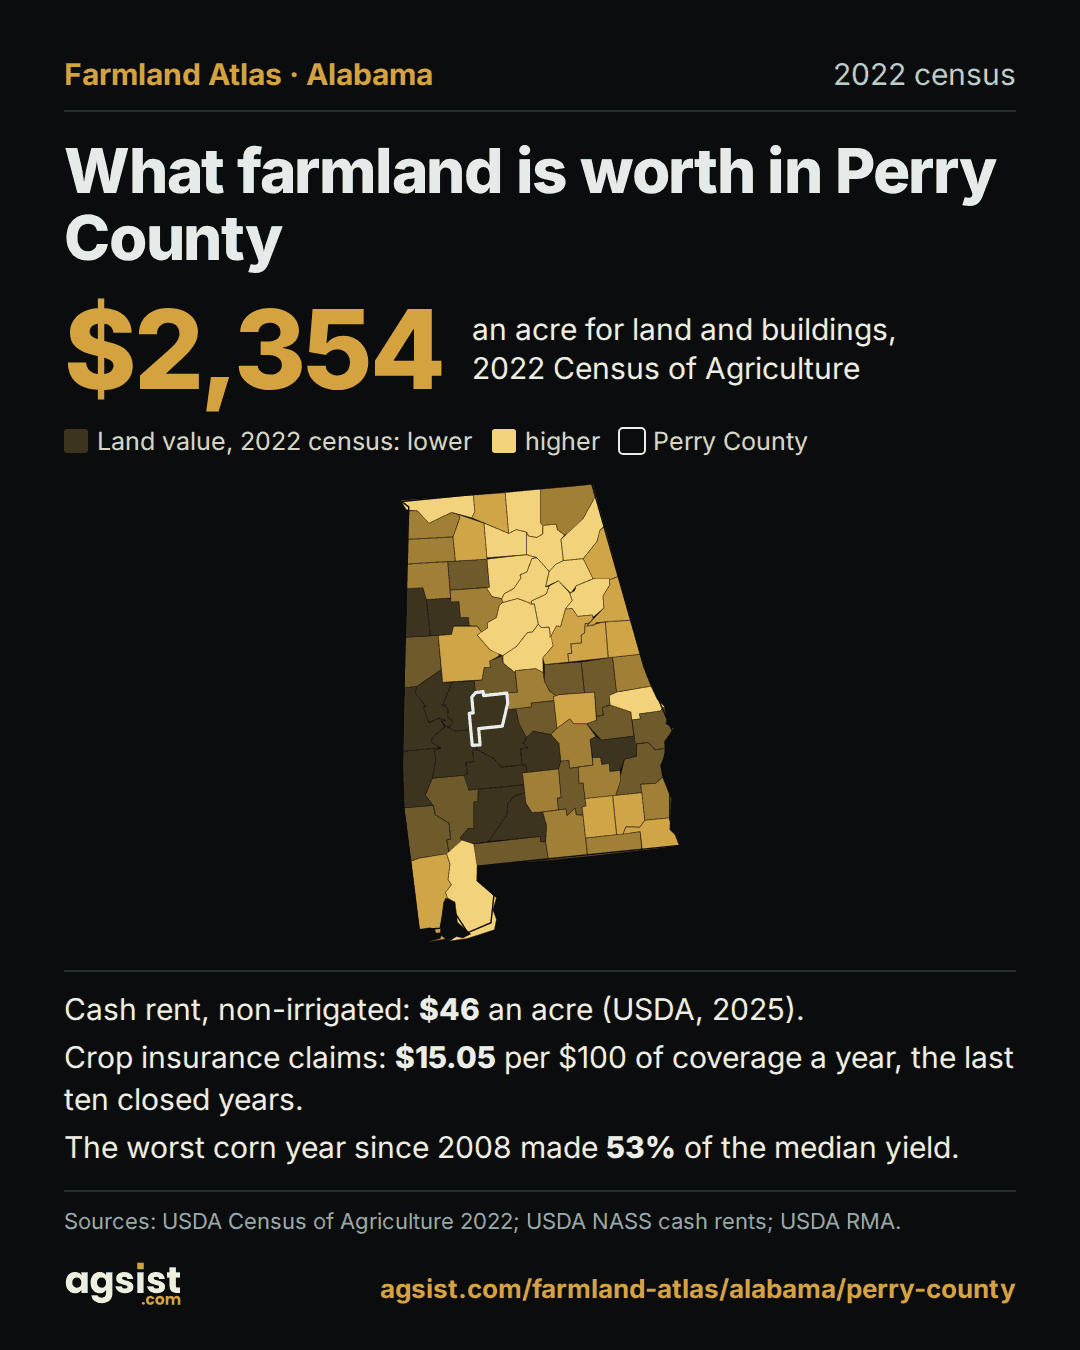 Farmland Atlas · Alabama
2022 census
What farmland is worth in Perry
County
$2,354
an acre for land and buildings,
2022 Census of Agriculture
Land value, 2022 census: lower
higher
Perry County
Cash rent, non-irrigated: $46 an acre (USDA, 2025).
Crop insurance claims: $15.05 per $100 of coverage a year, the last
ten closed years.
The worst corn year since 2008 made 53% of the median yield.
Sources: USDA Census of Agriculture 2022; USDA NASS cash rents; USDA RMA.
agsist
.com
agsist.com/farmland-atlas/alabama/perry-county